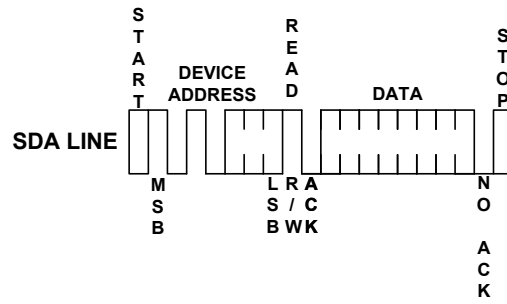 START
DEVICE
ADDRESS
READ
DATA
STOP
SDA LINE
MSB
LSB
R/W
ACK
NO ACK